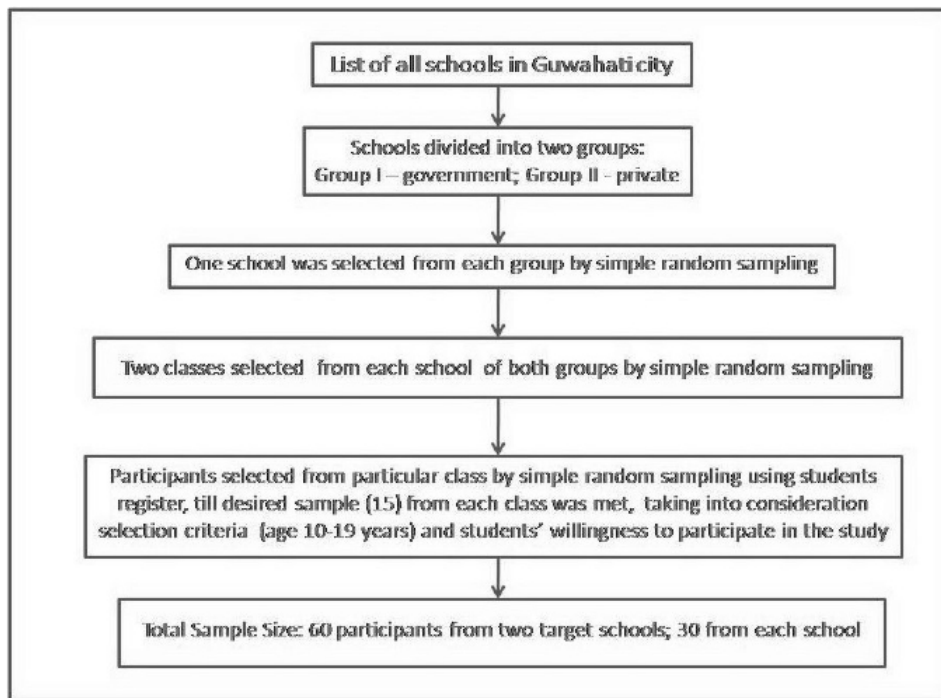 List of all schools in Guwahati city
Schools divided into two groups:
Group I – government; Group II - private
One school was selected from each group by simple random sampling
Two classes selected from each school of both groups by simple random sampling
Participants selected from particular class by simple random sampling using students
register, till desired sample (15) from each class was met, taking into consideration
selection criteria (age 10-19 years) and students’ willingness to participate in the study
Total Sample Size: 60 participants from two target schools; 30 from each school